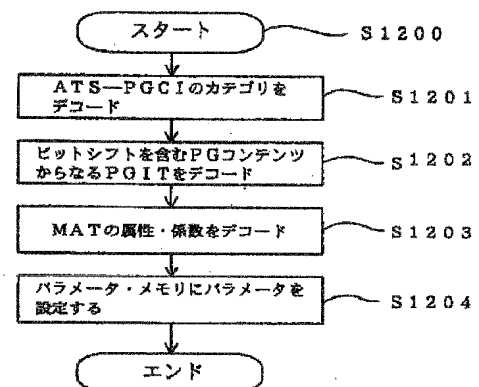 スタート
S1200
ATS―PGCIのカテゴリを
デコード
S1201
ビットシフトを含むPGコンテンツ
からなるPGITをデコード
S1202
MATの属性・係数をデコード
S1203
パラメータ・メモリにパラメータを
設定する
S1204
エンド